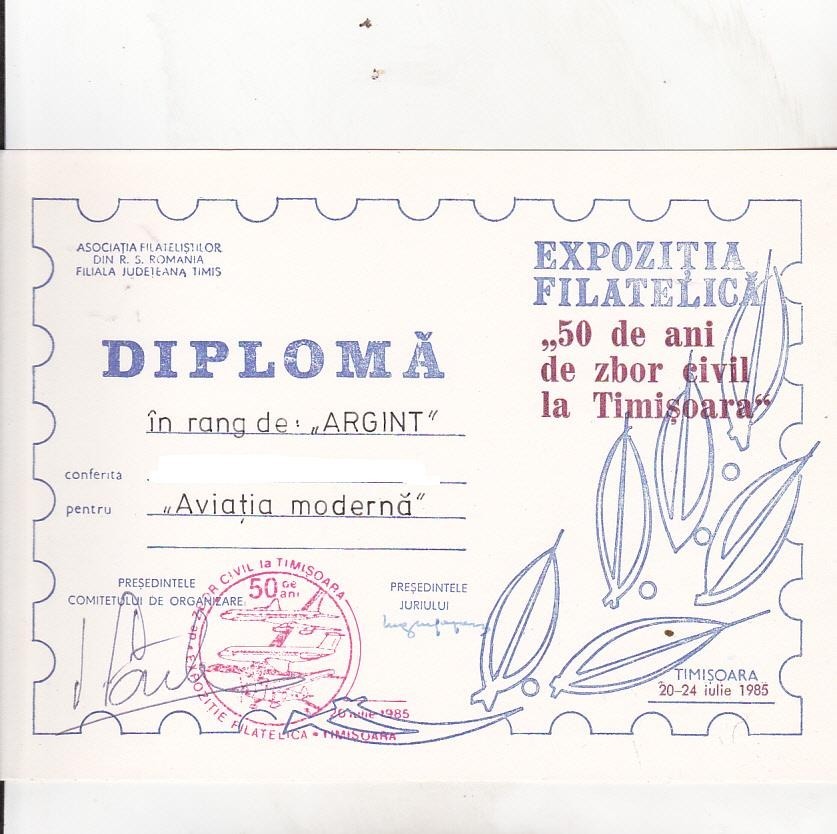 ASOCIAȚIA FILATELIȘTILOR
DIN R. S. ROMANIA
FILIALA JUDEȚEANĂ TIMIȘ
EXPOZIȚIA
FILATELICĂ
„50 de ani
de zbor civil
la Timișoara“
DIPLOMĂ
în rang de: „ARGINT“
conferită
pentru „Aviația modernă“
PREȘEDINTELE
COMITETULUI DE ORGANIZARE
PREȘEDINTELE
JURIULUI
50 de ani
de ZBOR CIVIL la TIMIȘOARA
EXPOZIȚIE FILATELICĂ • TIMIȘOARA
iulie 1985
TIMIȘOARA
20-24 iulie 1985